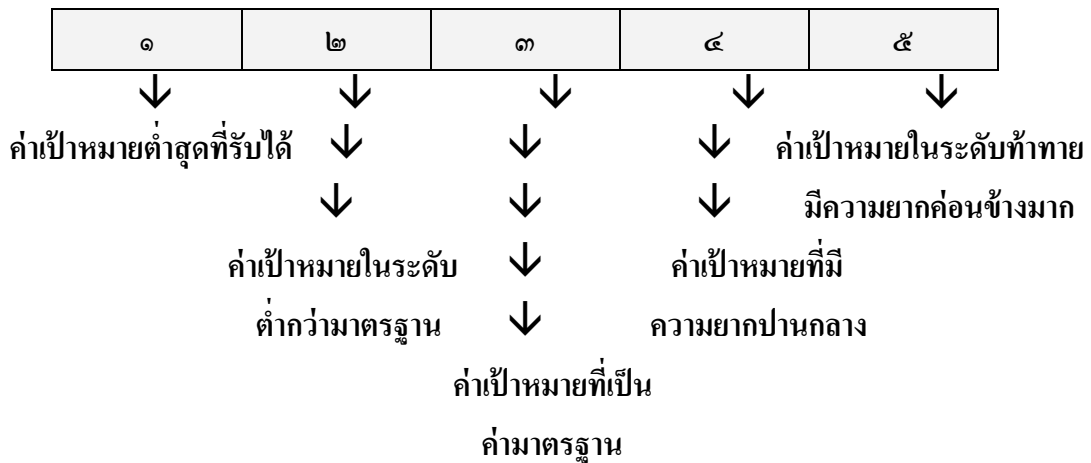 ๑ ๒ ๓ ๔ ๕
ค่าเป้าหมายต่ำสุดที่รับได้
ค่าเป้าหมายในระดับท้าทาย
มีความยากค่อนข้างมาก
ค่าเป้าหมายในระดับ
ต่ำกว่ามาตรฐาน
ค่าเป้าหมายที่มี
ความยากปานกลาง
ค่าเป้าหมายที่เป็น
ค่ามาตรฐาน